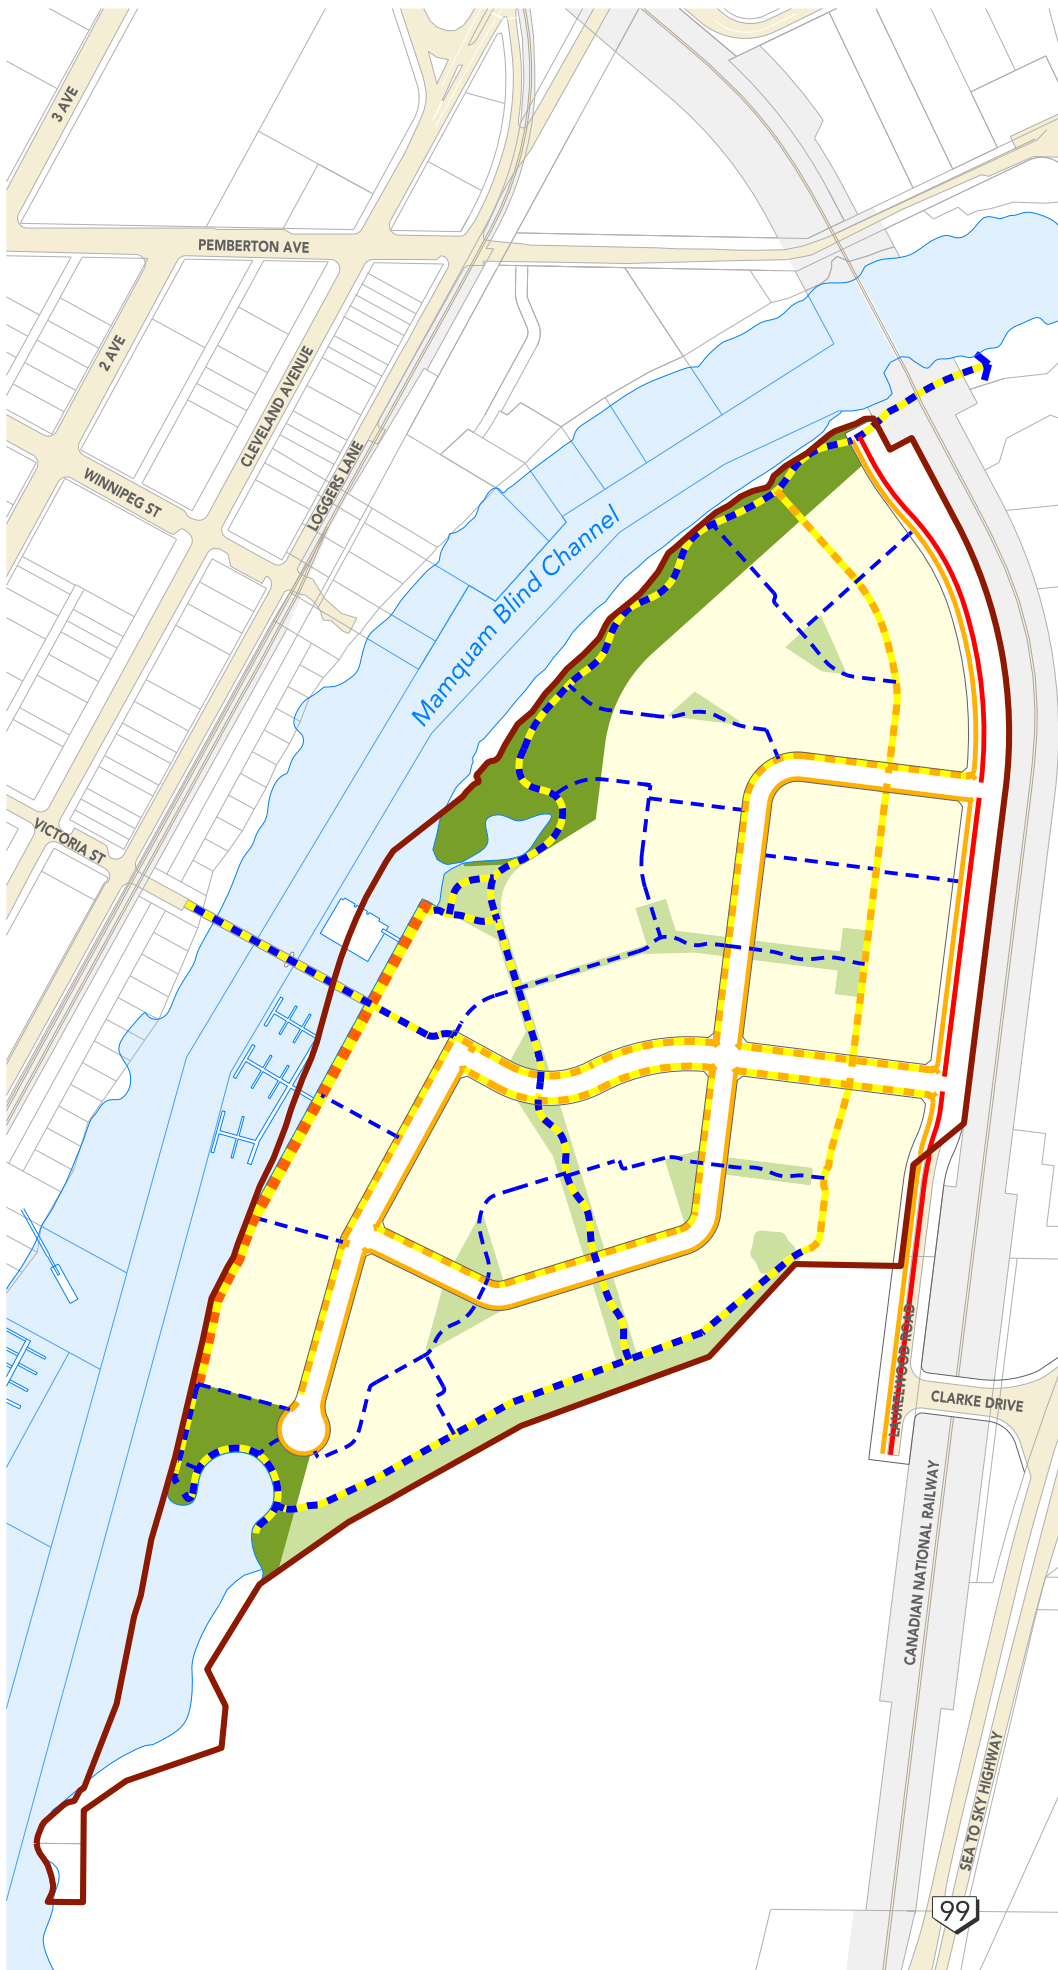 3 AVE
PEMBERTON AVE
2 AVE
CLEVELAND AVENUE
LOGGERS LANE
WINNIPEG ST
Mamquam Blind Channel
VICTORIA ST
LAURELWOOD ROAD
CLARKE DRIVE
CANADIAN NATIONAL RAILWAY
SEA TO SKY HIGHWAY
99